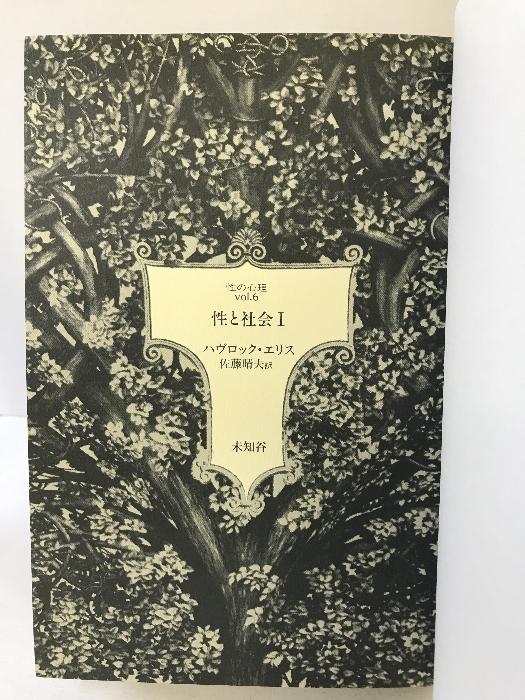 性の心理
vol.6
性と社会 I
ハヴロック・エリス
佐藤晴夫訳
未知谷